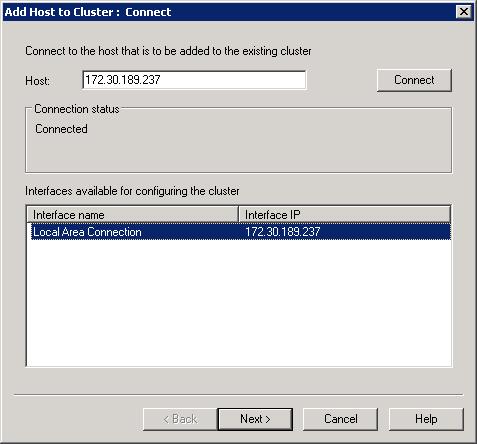 Add Host to Cluster : Connect
Connect to the host that is to be added to the existing cluster
Host: 172.30.189.237 Connect
Connection status
Connected
Interfaces available for configuring the cluster
Interface name Interface IP
Local Area Connection 172.30.189.237
< Back Next > Cancel Help